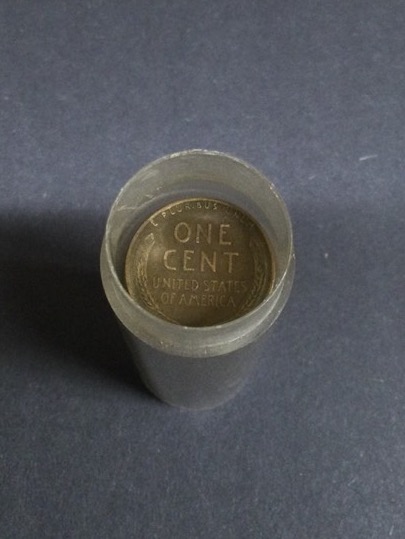 PLURIBUS
ONE
CENT
UNITED STATES
OF AMERICA